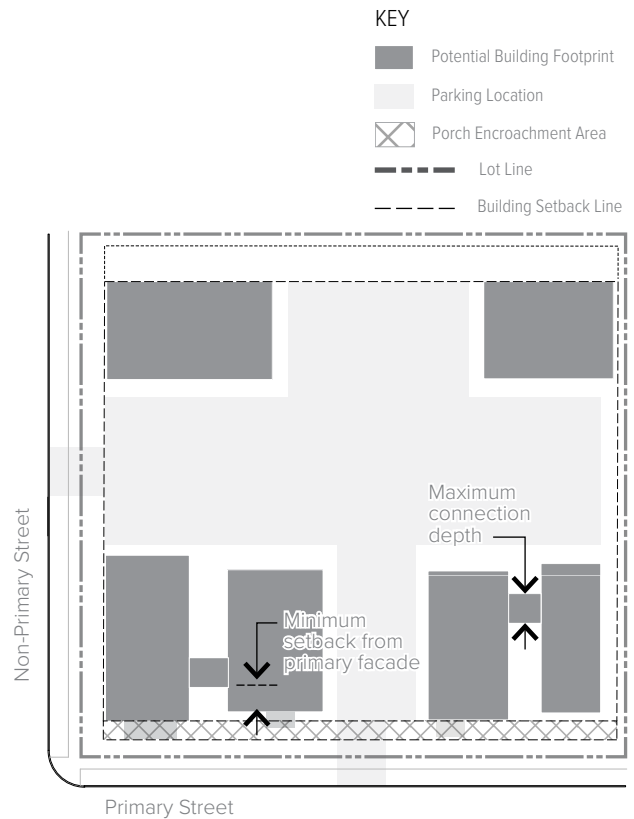 KEY
Potential Building Footprint
Parking Location
Porch Encroachment Area
Lot Line
Building Setback Line
Maximum
connection
depth
Non-Primary Street
Minimum
setback from
primary facade
Primary Street